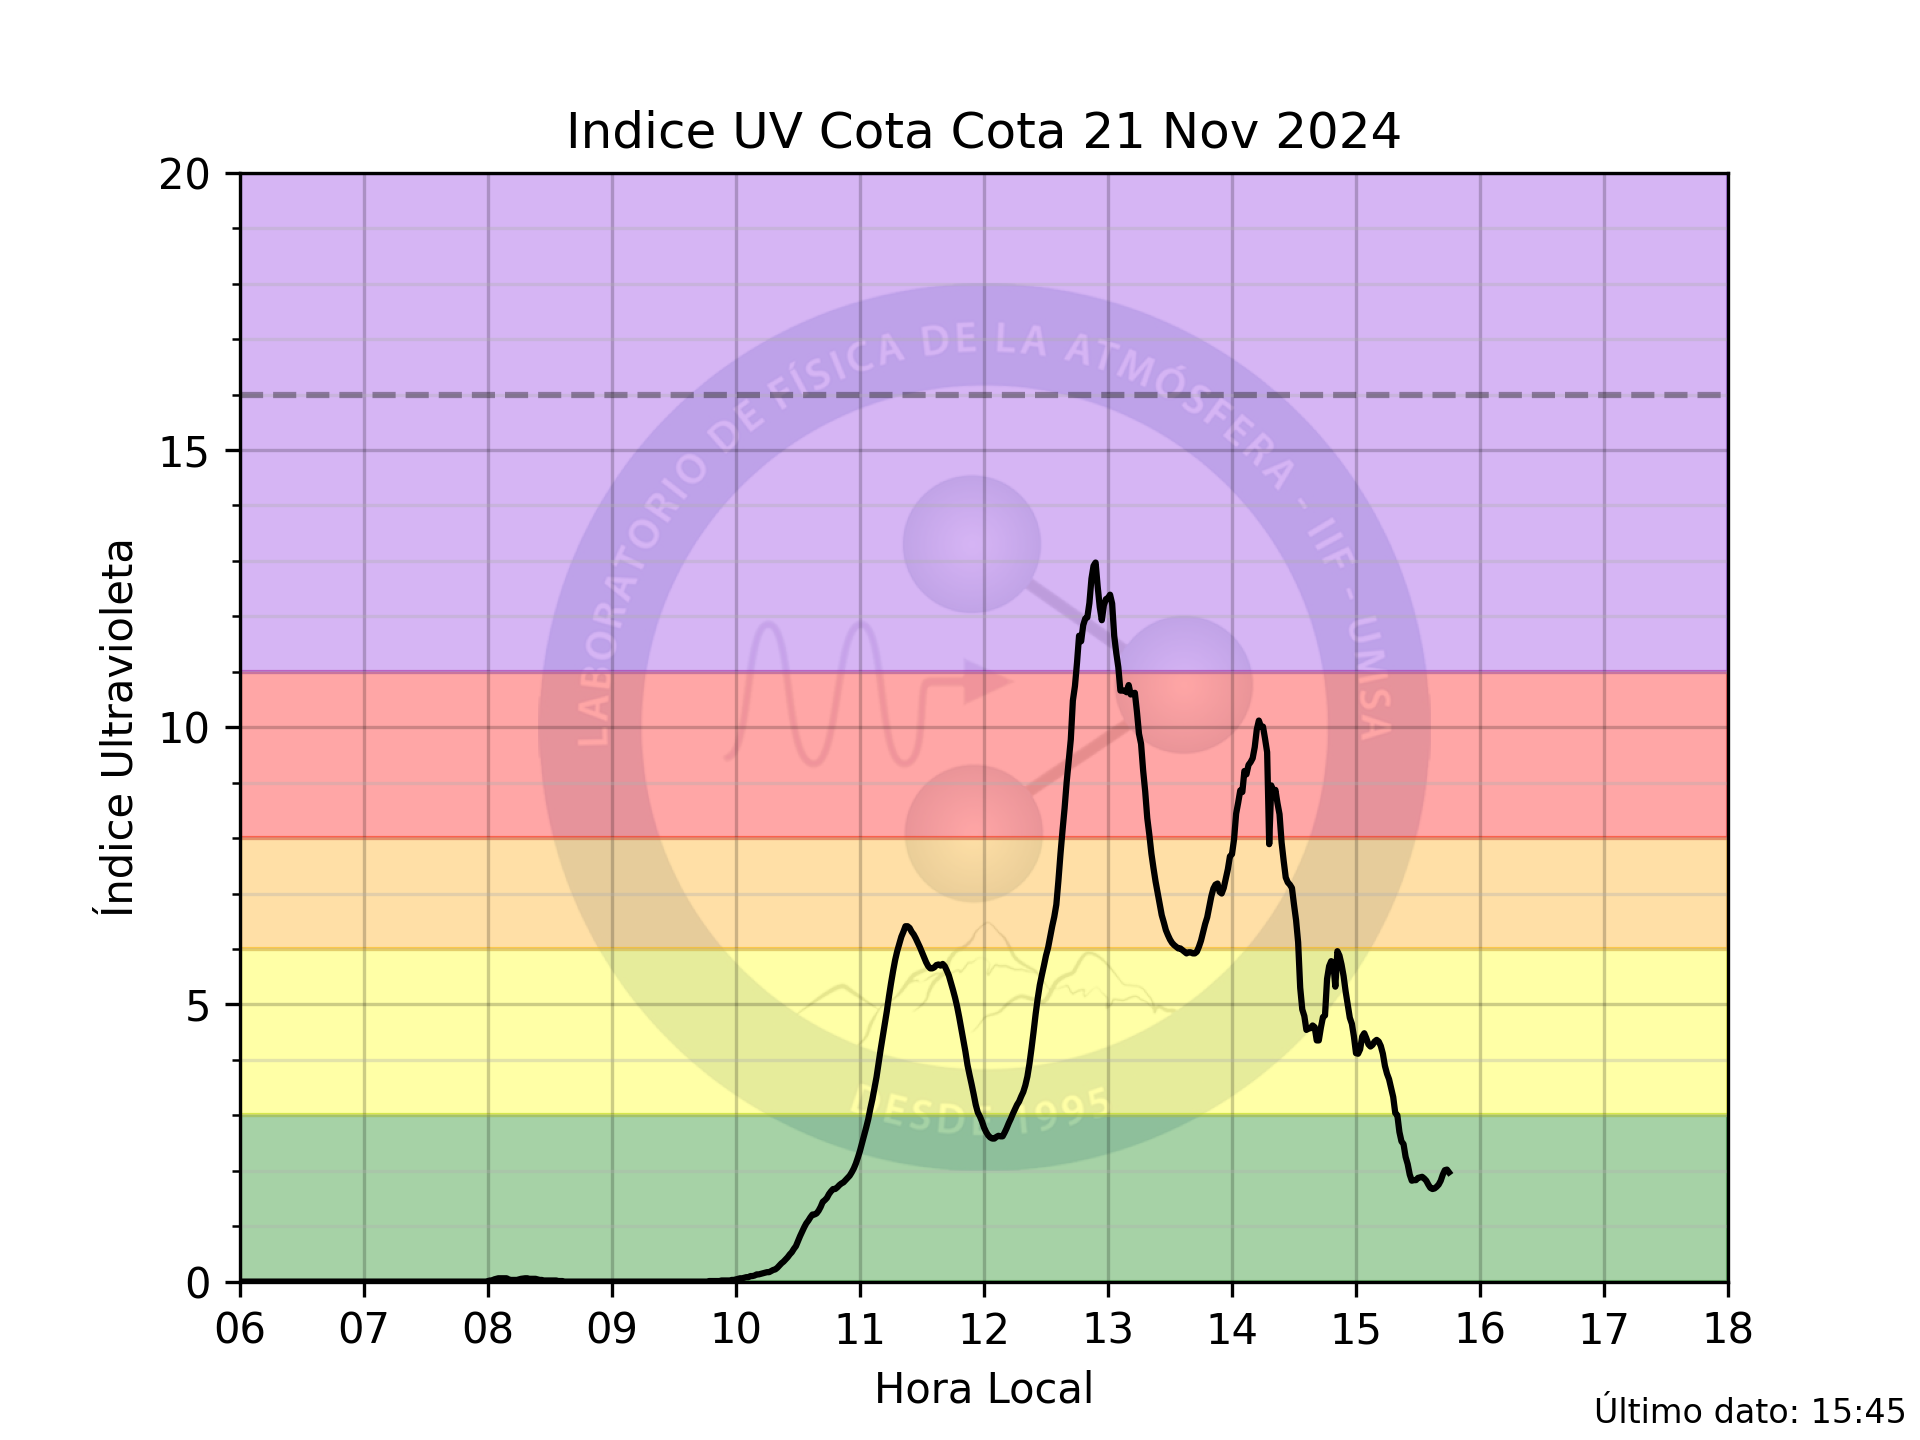 Indice UV Cota Cota 21 Nov 2024
20
15
10
5
0
Índice Ultravioleta
LABORATORIO DE FÍSICA DE LA ATMÓSFERA - IIF - UMSA
DESDE 1995
06 07 08 09 10 11 12 13 14 15 16 17 18
Hora Local
Último dato: 15:45